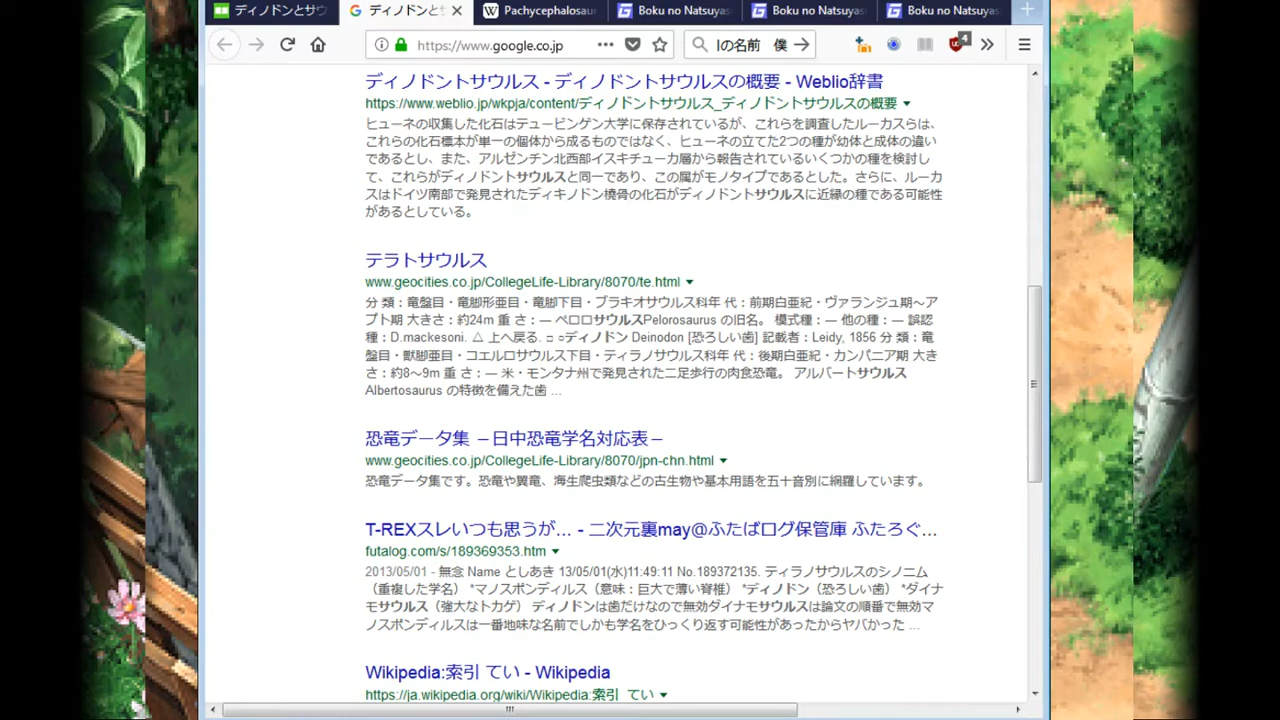 ディノドンとサウ
ディノドンとサ
Pachycephalosau
Boku no Natsuyas
Boku no Natsuyas
Boku no Natsuyas
https://www.google.co.jp
lの名前 僕
4
ディノドントサウルス - ディノドントサウルスの概要 - Weblio辞書
https://www.weblio.jp/wkpja/content/ディノドントサウルス_ディノドントサウルスの概要
ヒューネの収集した化石はテュービンゲン大学に保存されているが、これらを調査したルーカスらは、
これらの化石標本が単一の個体から成るものではなく、ヒューネの立てた2つの種が幼体と成体の違い
であるとし、また、アルゼンチン北西部イスキチューカ層から報告されているいくつかの種を検討し
て、これらがディノドントサウルスと同一であり、この属がモノタイプであるとした。さらに、ルーカ
スはドイツ南部で発見されたディキノドン橈骨の化石がディノドントサウルスに近縁の種である可能性
があるとしている。
テラトサウルス
www.geocities.co.jp/CollegeLife-Library/8070/te.html
分 類：竜盤目・竜脚形亜目・竜脚下目・ブラキオサウルス科年 代：前期白亜紀・ヴァランジュ期～ア
プト期 大きさ：約24m 重 さ：― ペロロサウルスPelorosaurus の旧名。 模式種：― 他の種：― 誤認
種：D.mackesoni. △ 上へ戻る. □ ○ディノドン Deinodon [恐ろしい歯] 記載者：Leidy, 1856 分 類：竜
盤目・獣脚亜目・コエルロサウルス下目・ティラノサウルス科年 代：後期白亜紀・カンパニア期 大き
さ：約8～9m 重 さ：― 米・モンタナ州で発見された二足歩行の肉食恐竜。 アルバートサウルス
Albertosaurus の特徴を備えた歯 ...
恐竜データ集 －日中恐竜学名対応表－
www.geocities.co.jp/CollegeLife-Library/8070/jpn-chn.html
恐竜データ集です。恐竜や翼竜、海生爬虫類などの古生物や基本用語を五十音別に網羅しています。
T-REXスレいつも思うが... - 二次元裏may@ふたばログ保管庫 ふたろぐ...
futalog.com/s/189369353.htm
2013/05/01 - 無念 Name としあき 13/05/01(水)11:49:11 No.189372135. ティラノサウルスのシノニム
（重複した学名） *マノスポンディルス（意味：巨大で薄い脊椎） *ディノドン（恐ろしい歯） *ダイナ
モサウルス（強大なトカゲ） ディノドンは歯だけなので無効ダイナモサウルスは論文の順番で無効マ
ノスポンディルスは一番地味な名前でしかも学名をひっくり返す可能性があったからヤバかった ...
Wikipedia:索引 てい - Wikipedia
https://ja.wikipedia.org/wiki/Wikipedia:索引_てい